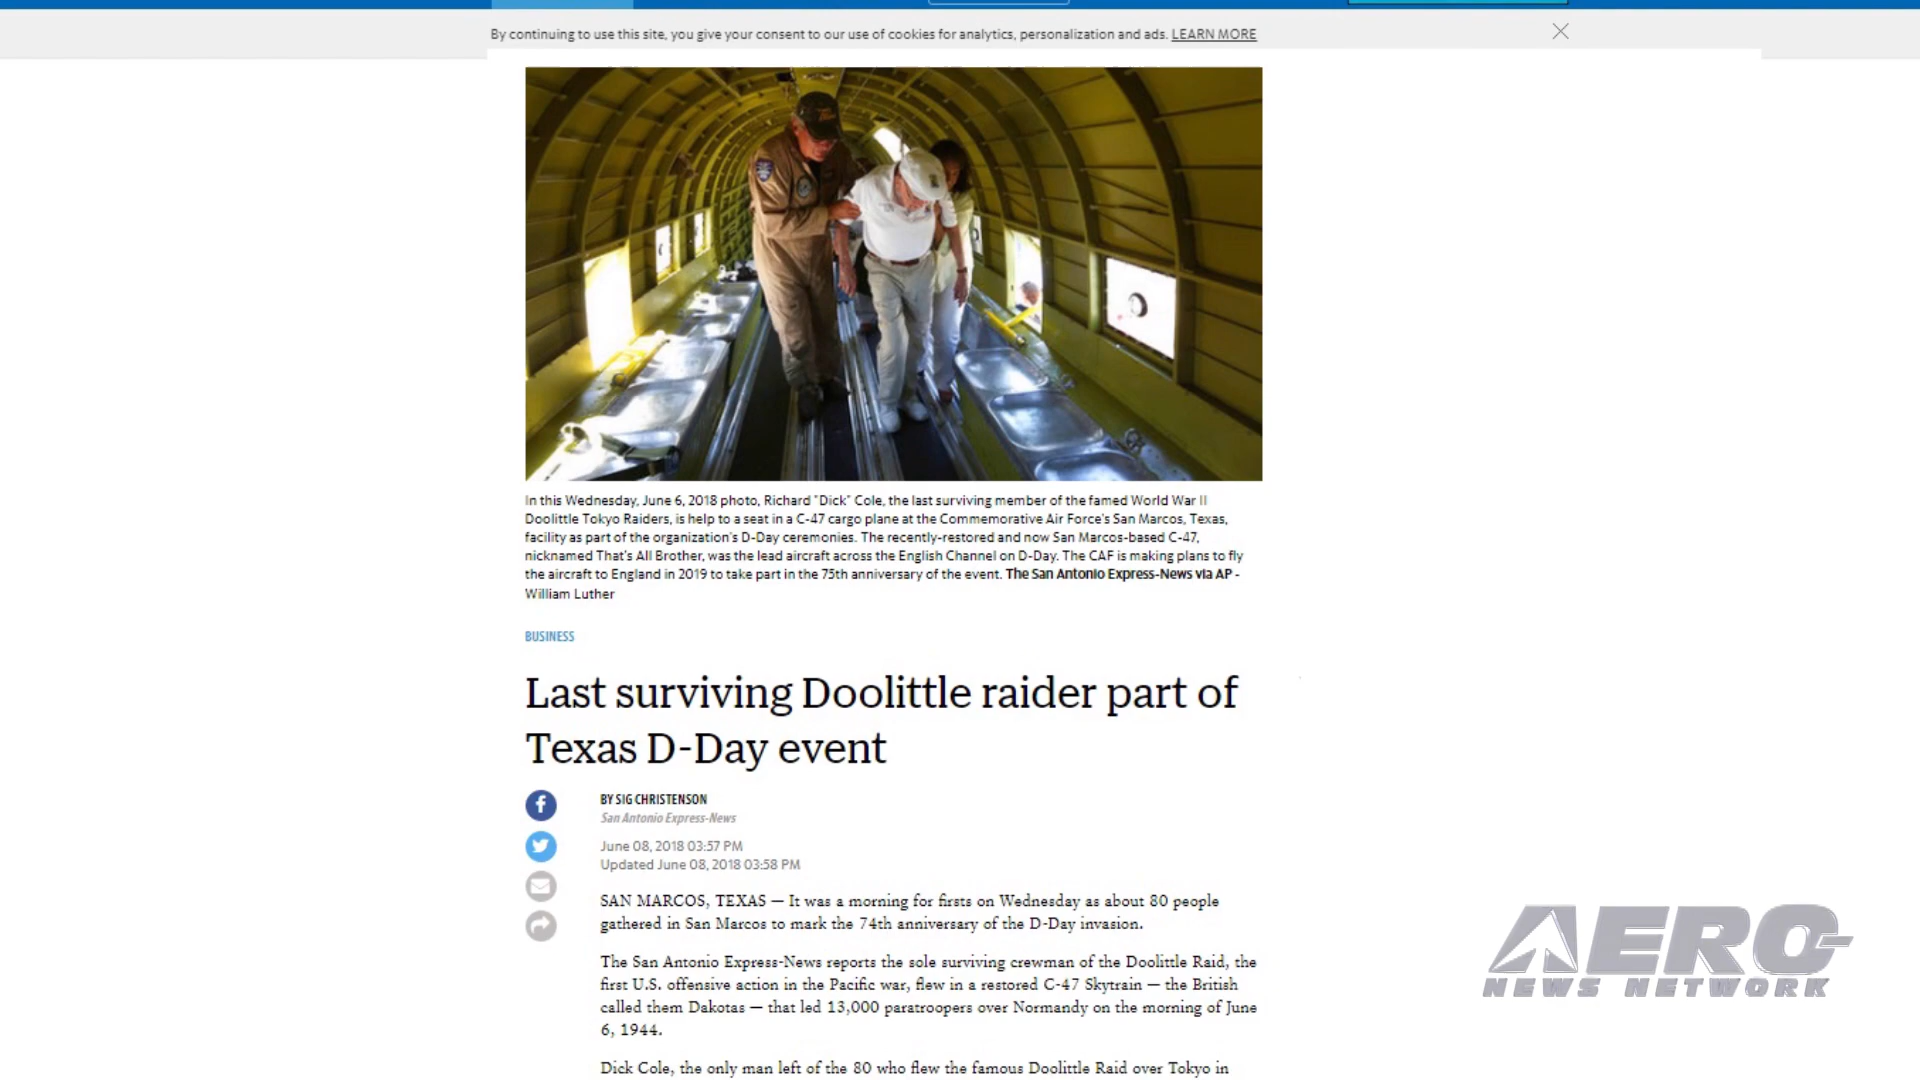 By continuing to use this site, you give your consent to our use of cookies for analytics, personalization and ads. LEARN MORE
In this Wednesday, June 6, 2018 photo, Richard "Dick" Cole, the last surviving member of the famed World War II
Doolittle Tokyo Raiders, is help to a seat in a C-47 cargo plane at the Commemorative Air Force's San Marcos, Texas,
facility as part of the organization's D-Day ceremonies. The recently-restored and now San Marcos-based C-47,
nicknamed That's All Brother, was the lead aircraft across the English Channel on D-Day. The CAF is making plans to fly
the aircraft to England in 2019 to take part in the 75th anniversary of the event. The San Antonio Express-News via AP -
William Luther
BUSINESS
Last surviving Doolittle raider part of
Texas D-Day event
BY SIG CHRISTENSON
San Antonio Express-News
June 08, 2018 03:57 PM
Updated June 08, 2018 03:58 PM
SAN MARCOS, TEXAS — It was a morning for firsts on Wednesday as about 80 people
gathered in San Marcos to mark the 74th anniversary of the D-Day invasion.
The San Antonio Express-News reports the sole surviving crewman of the Doolittle Raid, the
first U.S. offensive action in the Pacific war, flew in a restored C-47 Skytrain — the British
called them Dakotas — that led 13,000 paratroopers over Normandy on the morning of June
6, 1944.
Dick Cole, the only man left of the 80 who flew the famous Doolittle Raid over Tokyo in
AERO-
NEWS NETWORK